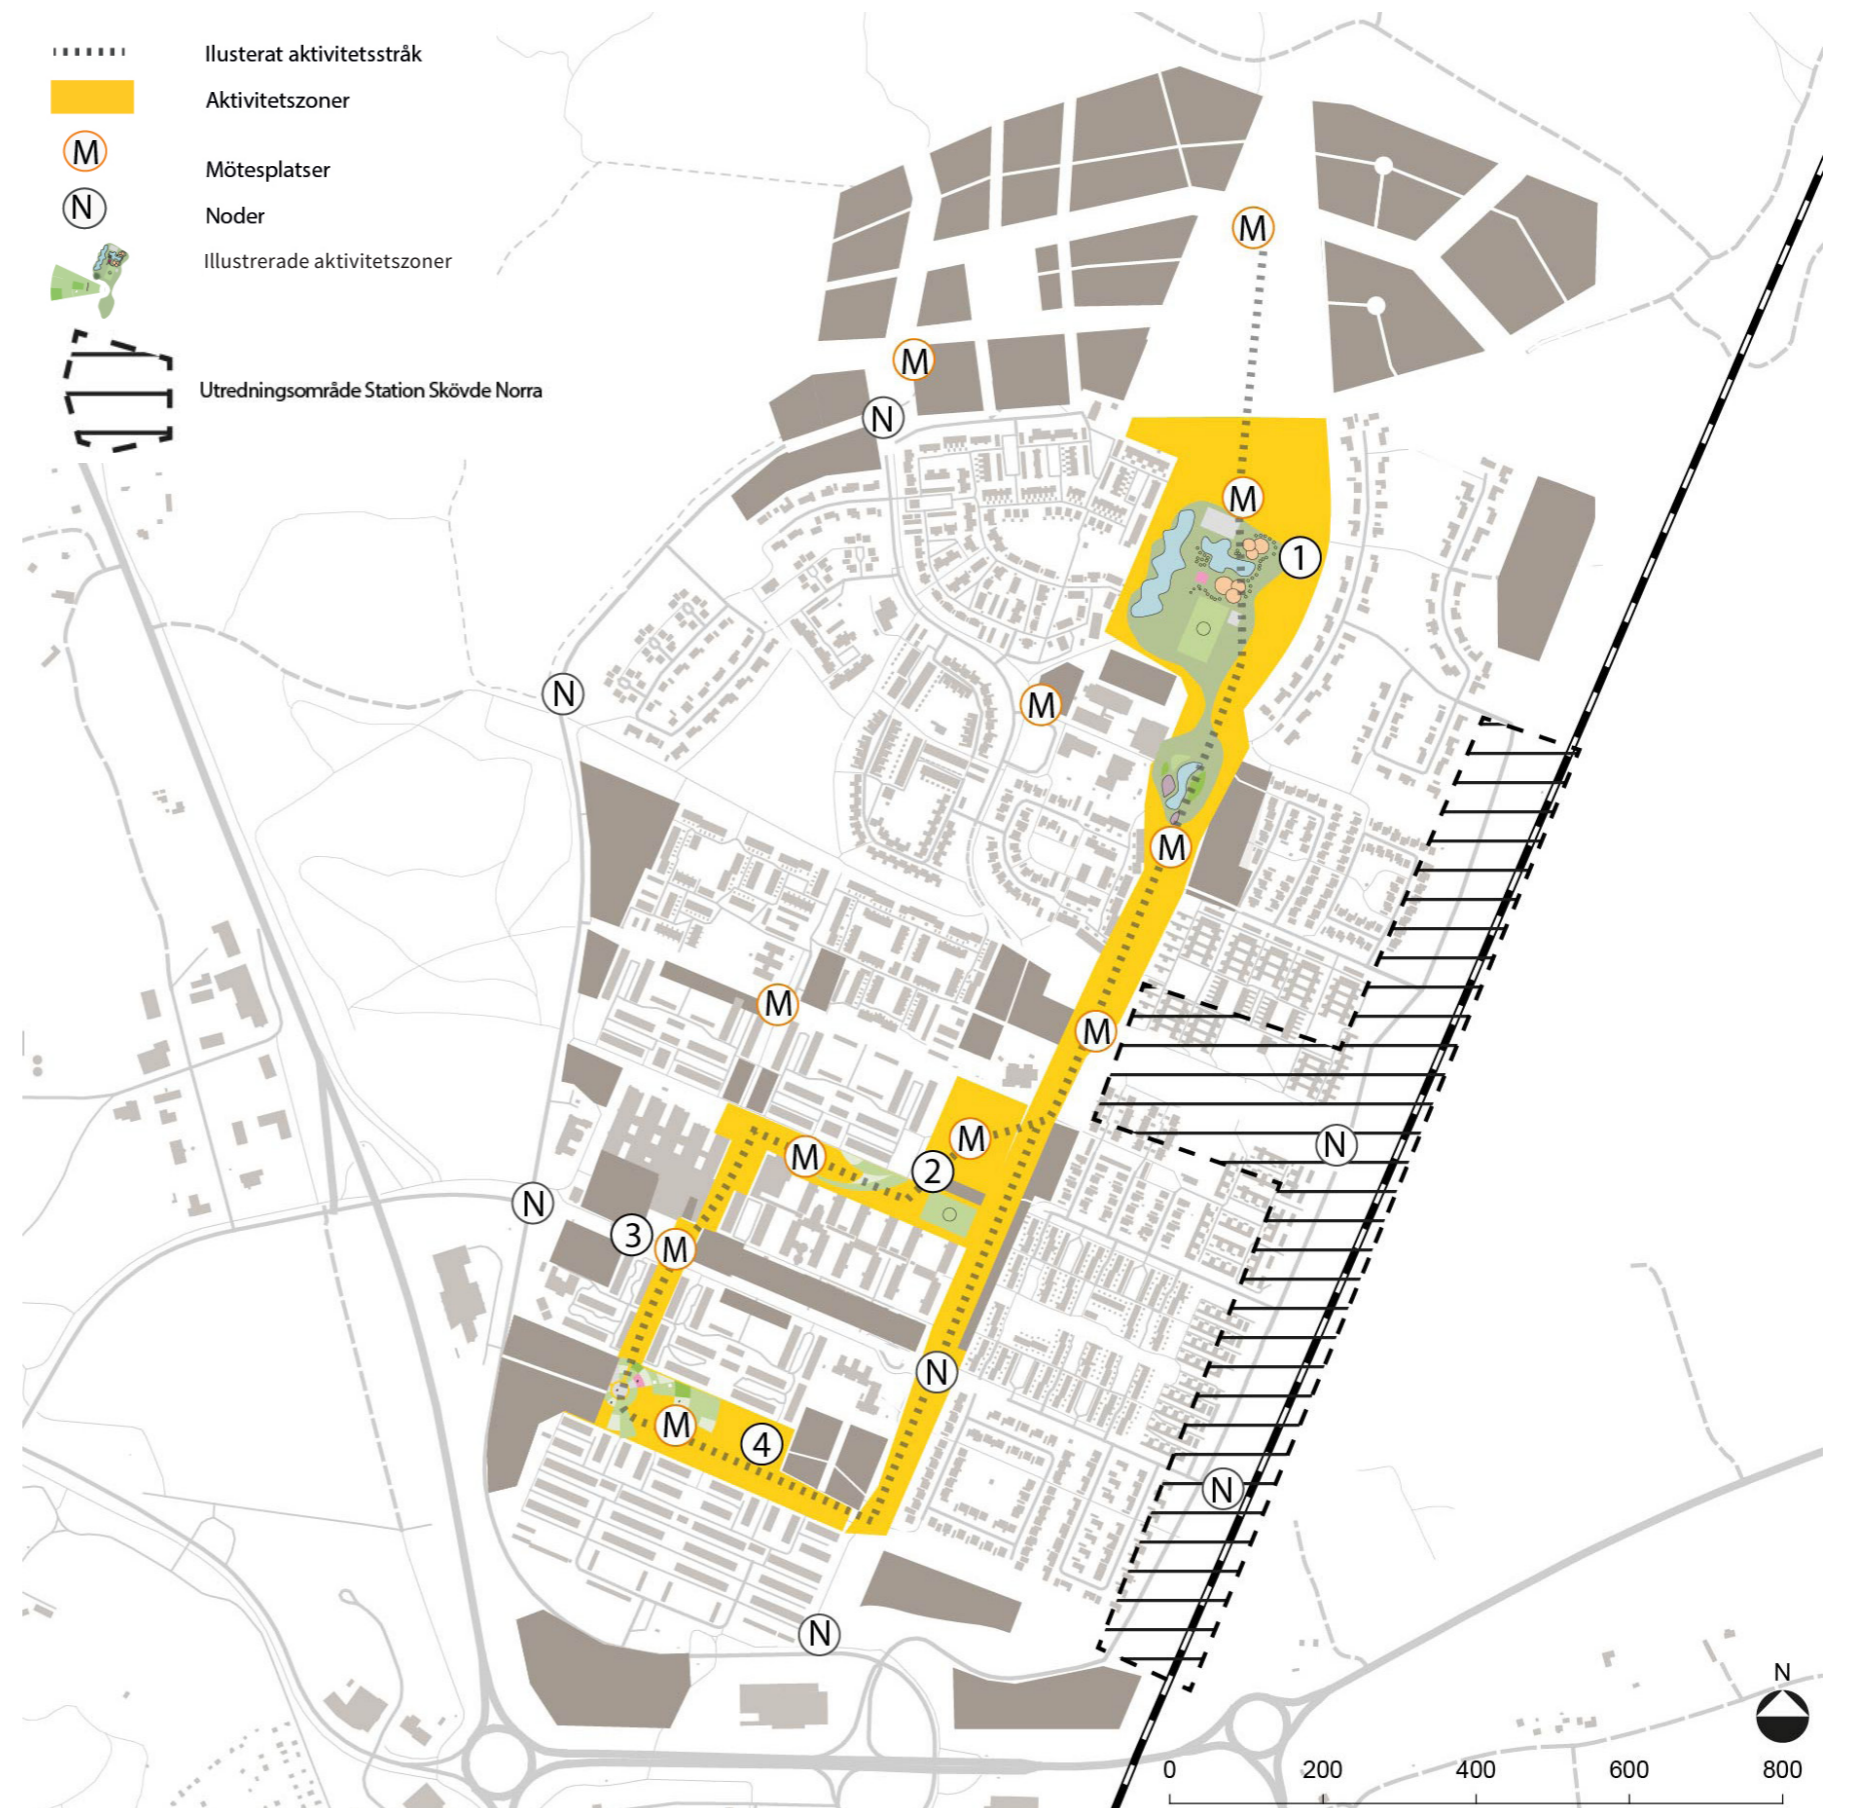 Ilusterat aktivitetsstråk
Aktivitetszoner
M
Mötesplatser
N
Noder
Illustrerade aktivitetszoner
Utredningsområde Station Skövde Norra
M
M
N
M
1
N
M
M
M
M
M
M
2
N
N
3
M
N
M
4
N
N
N
0 200 400 600 800